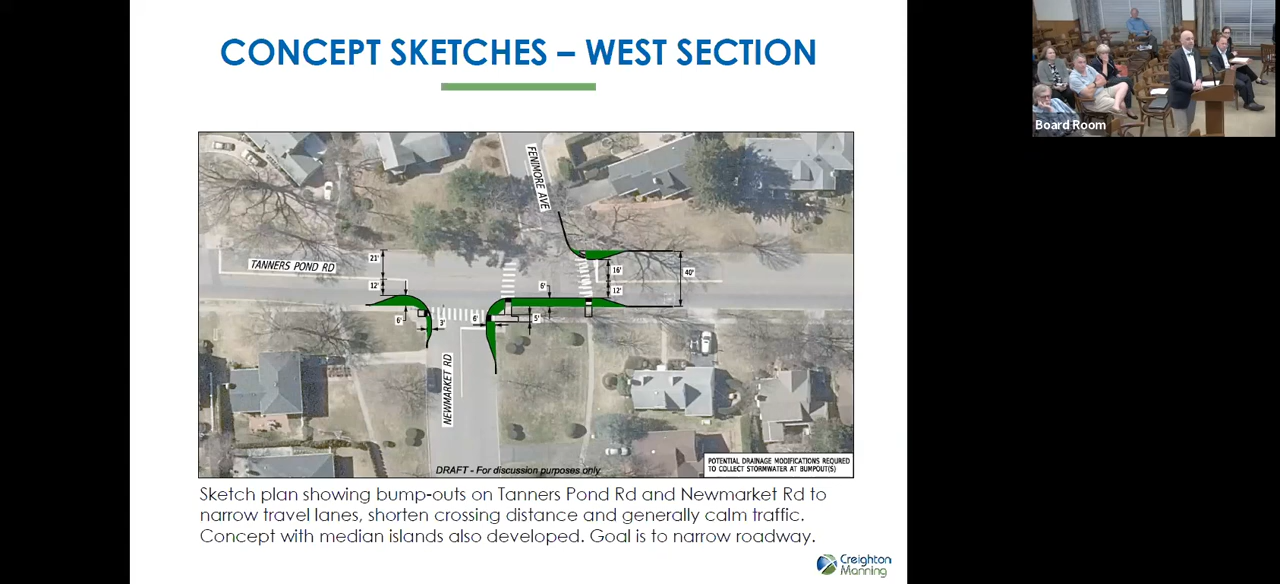 CONCEPT SKETCHES – WEST SECTION
Board Room
FENIMORE AVE
TANNERS POND RD
21'
12'
16'
12'
40'
6'
6'
3'
6'
5'
NEWMARKET RD
DRAFT - For discussion purposes only
POTENTIAL DRAINAGE MODIFICATIONS REQUIRED
TO COLLECT STORMWATER AT BUMPOUT(S)
Sketch plan showing bump-outs on Tanners Pond Rd and Newmarket Rd to
narrow travel lanes, shorten crossing distance and generally calm traffic.
Concept with median islands also developed. Goal is to narrow roadway.
Creighton
Manning